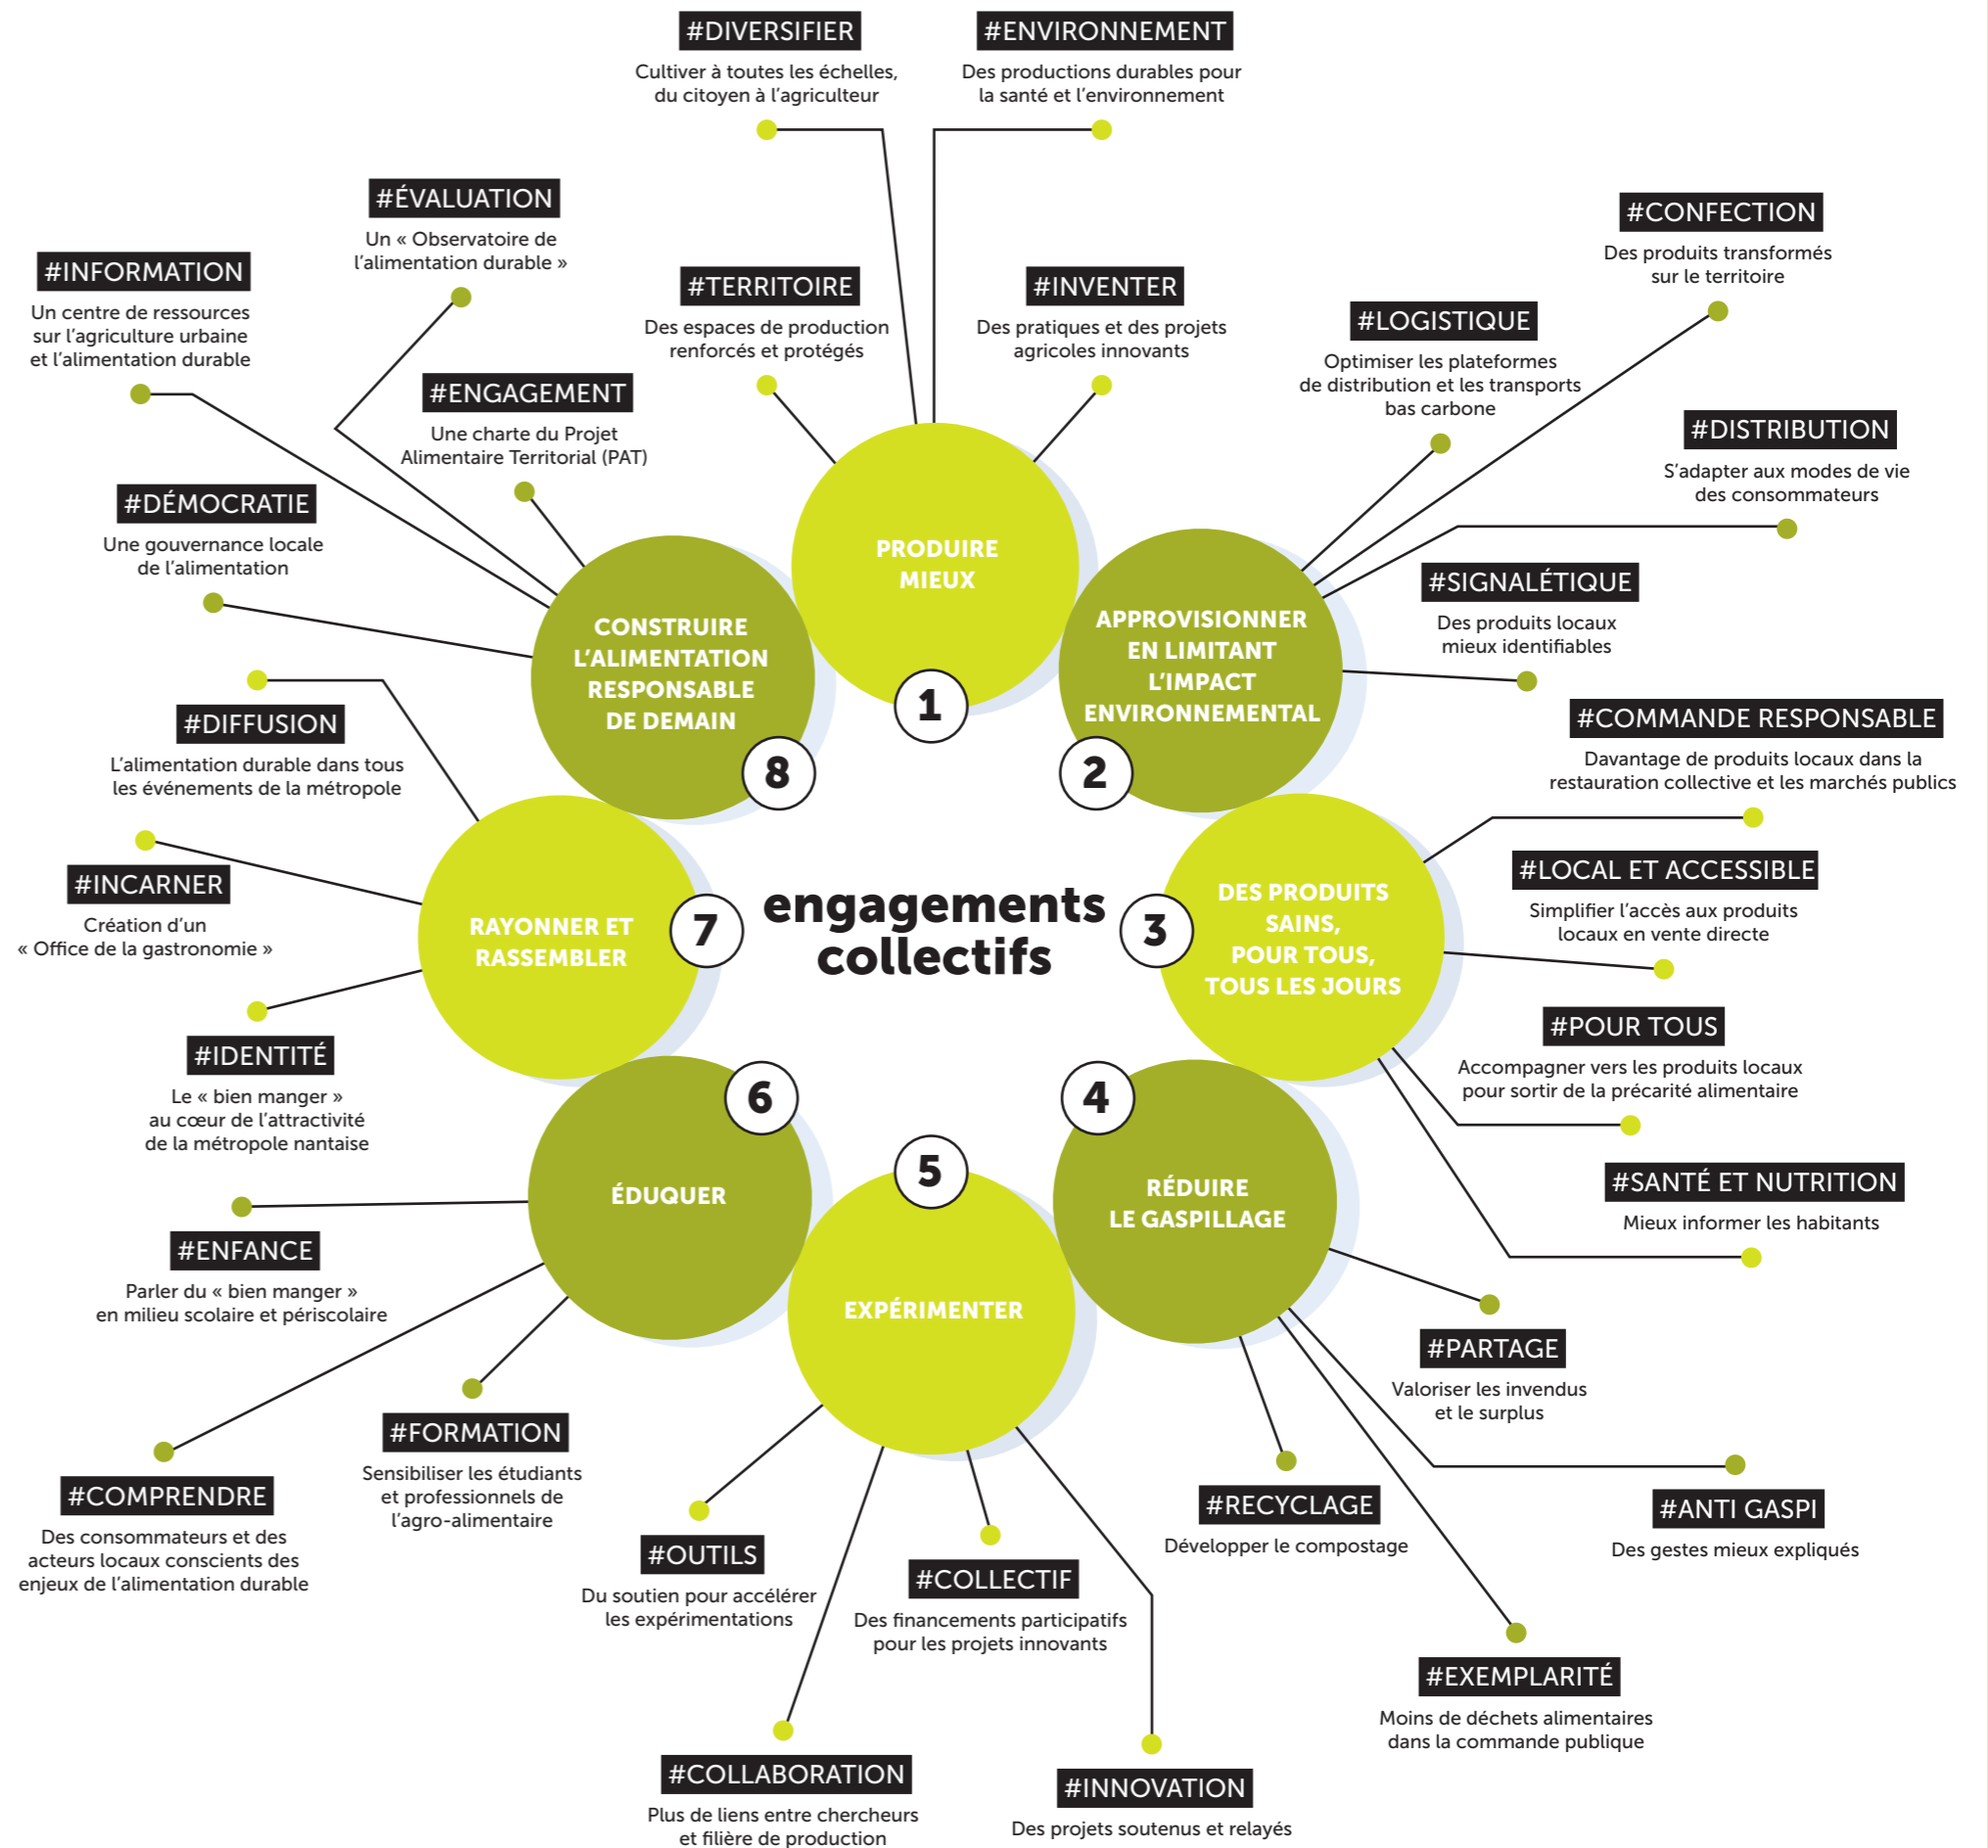 #DIVERSIFIER
Cultiver à toutes les échelles,
du citoyen à l'agriculteur
#ENVIRONNEMENT
Des productions durables pour
la santé et l'environnement
#TERRITOIRE
Des espaces de production
renforcés et protégés
#INVENTER
Des pratiques et des projets
agricoles innovants
PRODUIRE
MIEUX
1
#LOGISTIQUE
Optimiser les plateformes
de distribution et les transports
bas carbone
#CONFECTION
Des produits transformés
sur le territoire
#DISTRIBUTION
S'adapter aux modes de vie
des consommateurs
#SIGNALÉTIQUE
Des produits locaux
mieux identifiables
APPROVISIONNER
EN LIMITANT
L'IMPACT
ENVIRONNEMENTAL
2
#COMMANDE RESPONSABLE
Davantage de produits locaux dans la
restauration collective et les marchés publics
#LOCAL ET ACCESSIBLE
Simplifier l'accès aux produits
locaux en vente directe
#POUR TOUS
Accompagner vers les produits locaux
pour sortir de la précarité alimentaire
#SANTÉ ET NUTRITION
Mieux informer les habitants
DES PRODUITS
SAINS,
POUR TOUS,
TOUS LES JOURS
3
engagements
collectifs
RÉDUIRE
LE GASPILLAGE
4
#PARTAGE
Valoriser les invendus
et le surplus
#ANTI GASPI
Des gestes mieux expliqués
#EXEMPLARITÉ
Moins de déchets alimentaires
dans la commande publique
#RECYCLAGE
Développer le compostage
5
EXPÉRIMENTER
#INNOVATION
Des projets soutenus et relayés
#COLLECTIF
Des financements participatifs
pour les projets innovants
#COLLABORATION
Plus de liens entre chercheurs
et filière de production
#OUTILS
Du soutien pour accélérer
les expérimentations
6
ÉDUQUER
#FORMATION
Sensibiliser les étudiants
et professionnels de
l'agro-alimentaire
#COMPRENDRE
Des consommateurs et des
acteurs locaux conscients des
enjeux de l'alimentation durable
#ENFANCE
Parler du « bien manger »
en milieu scolaire et périscolaire
7
RAYONNER ET
RASSEMBLER
#IDENTITÉ
Le « bien manger »
au cœur de l'attractivité
de la métropole nantaise
#INCARNER
Création d'un
« Office de la gastronomie »
#DIFFUSION
L'alimentation durable dans tous
les événements de la métropole
8
CONSTRUIRE
L'ALIMENTATION
RESPONSABLE
DE DEMAIN
#DÉMOCRATIE
Une gouvernance locale
de l'alimentation
#INFORMATION
Un centre de ressources
sur l'agriculture urbaine
et l'alimentation durable
#ÉVALUATION
Un « Observatoire de
l'alimentation durable »
#ENGAGEMENT
Une charte du Projet
Alimentaire Territorial (PAT)